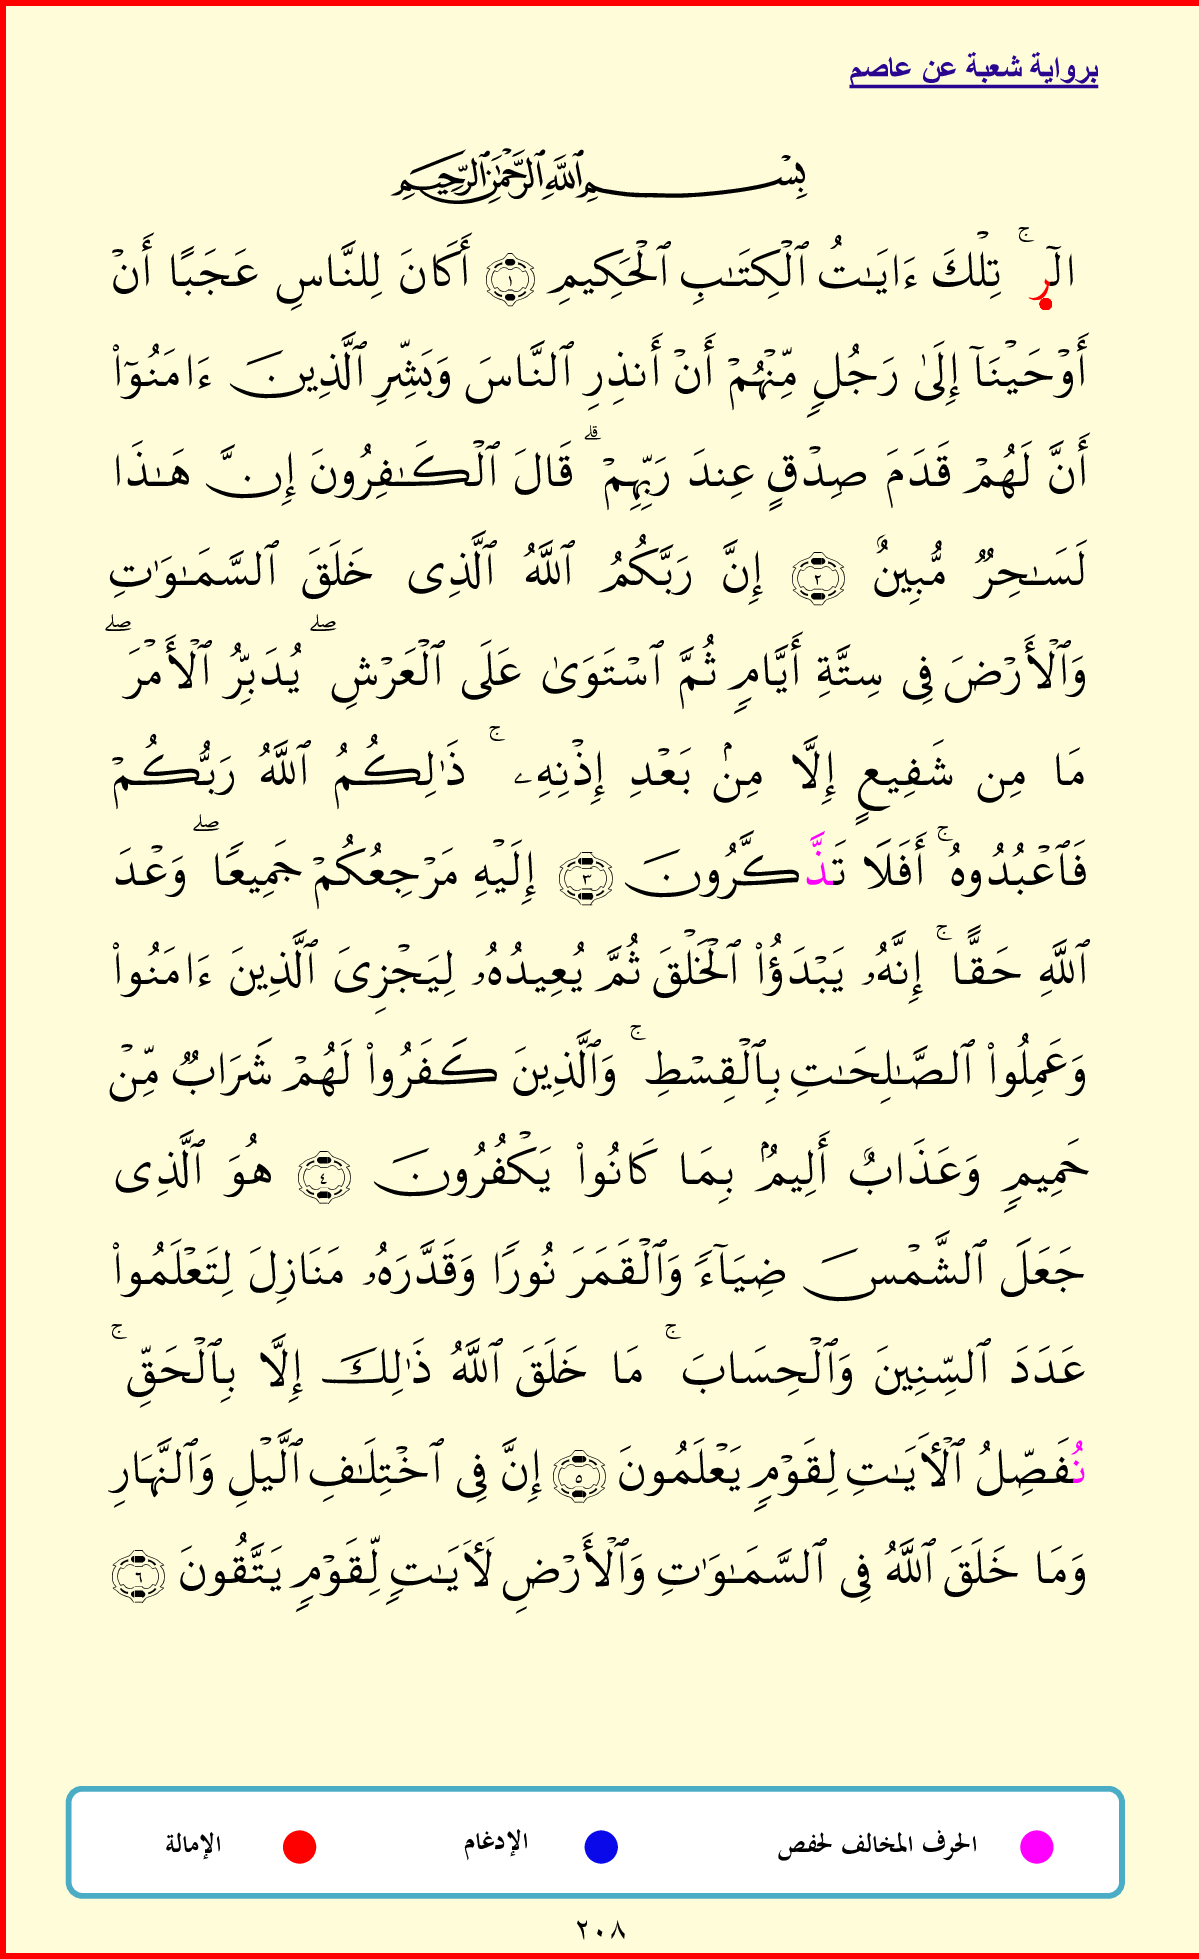 برواية شعبة عن عاصم
بِسْمِ ٱللَّهِ ٱلرَّحْمَٰنِ ٱلرَّحِيمِ
الٓر ۚ تِلْكَ ءَايَٰتُ ٱلْكِتَٰبِ ٱلْحَكِيمِ ١ أَكَانَ لِلنَّاسِ عَجَبًا أَنْ
أَوْحَيْنَآ إِلَىٰ رَجُلٍ مِّنْهُمْ أَنْ أَنذِرِ ٱلنَّاسَ وَبَشِّرِ ٱلَّذِينَ ءَامَنُوٓا۟
أَنَّ لَهُمْ قَدَمَ صِدْقٍ عِندَ رَبِّهِمْ ۗ قَالَ ٱلْكَٰفِرُونَ إِنَّ هَٰذَا
لَسَٰحِرٌ مُّبِينٌ ٢ إِنَّ رَبَّكُمُ ٱللَّهُ ٱلَّذِى خَلَقَ ٱلسَّمَٰوَٰتِ
وَٱلْأَرْضَ فِى سِتَّةِ أَيَّامٍ ثُمَّ ٱسْتَوَىٰ عَلَى ٱلْعَرْشِ ۖ يُدَبِّرُ ٱلْأَمْرَ ۖ
مَا مِن شَفِيعٍ إِلَّا مِنۢ بَعْدِ إِذْنِهِۦ ۚ ذَٰلِكُمُ ٱللَّهُ رَبُّكُمْ
فَٱعْبُدُوهُ ۚ أَفَلَا تَذَّكَّرُونَ ٣ إِلَيْهِ مَرْجِعُكُمْ جَمِيعًا ۖ وَعْدَ
ٱللَّهِ حَقًّا ۚ إِنَّهُۥ يَبْدَؤُا۟ ٱلْخَلْقَ ثُمَّ يُعِيدُهُۥ لِيَجْزِىَ ٱلَّذِينَ ءَامَنُوا۟
وَعَمِلُوا۟ ٱلصَّٰلِحَٰتِ بِٱلْقِسْطِ ۚ وَٱلَّذِينَ كَفَرُوا۟ لَهُمْ شَرَابٌ مِّنْ
حَمِيمٍ وَعَذَابٌ أَلِيمٌۢ بِمَا كَانُوا۟ يَكْفُرُونَ ٤ هُوَ ٱلَّذِى
جَعَلَ ٱلشَّمْسَ ضِيَآءً وَٱلْقَمَرَ نُورًا وَقَدَّرَهُۥ مَنَازِلَ لِتَعْلَمُوا۟
عَدَدَ ٱلسِّنِينَ وَٱلْحِسَابَ ۚ مَا خَلَقَ ٱللَّهُ ذَٰلِكَ إِلَّا بِٱلْحَقِّ ۚ
نُفَصِّلُ ٱلْأَيَٰتِ لِقَوْمٍ يَعْلَمُونَ ٥ إِنَّ فِى ٱخْتِلَٰفِ ٱلَّيْلِ وَٱلنَّهَارِ
وَمَا خَلَقَ ٱللَّهُ فِى ٱلسَّمَٰوَٰتِ وَٱلْأَرْضِ لَأَيَٰتٍ لِّقَوْمٍ يَتَّقُونَ ٦
الحرف المخالف لحفص الإدغام الإمالة
٢٠٨